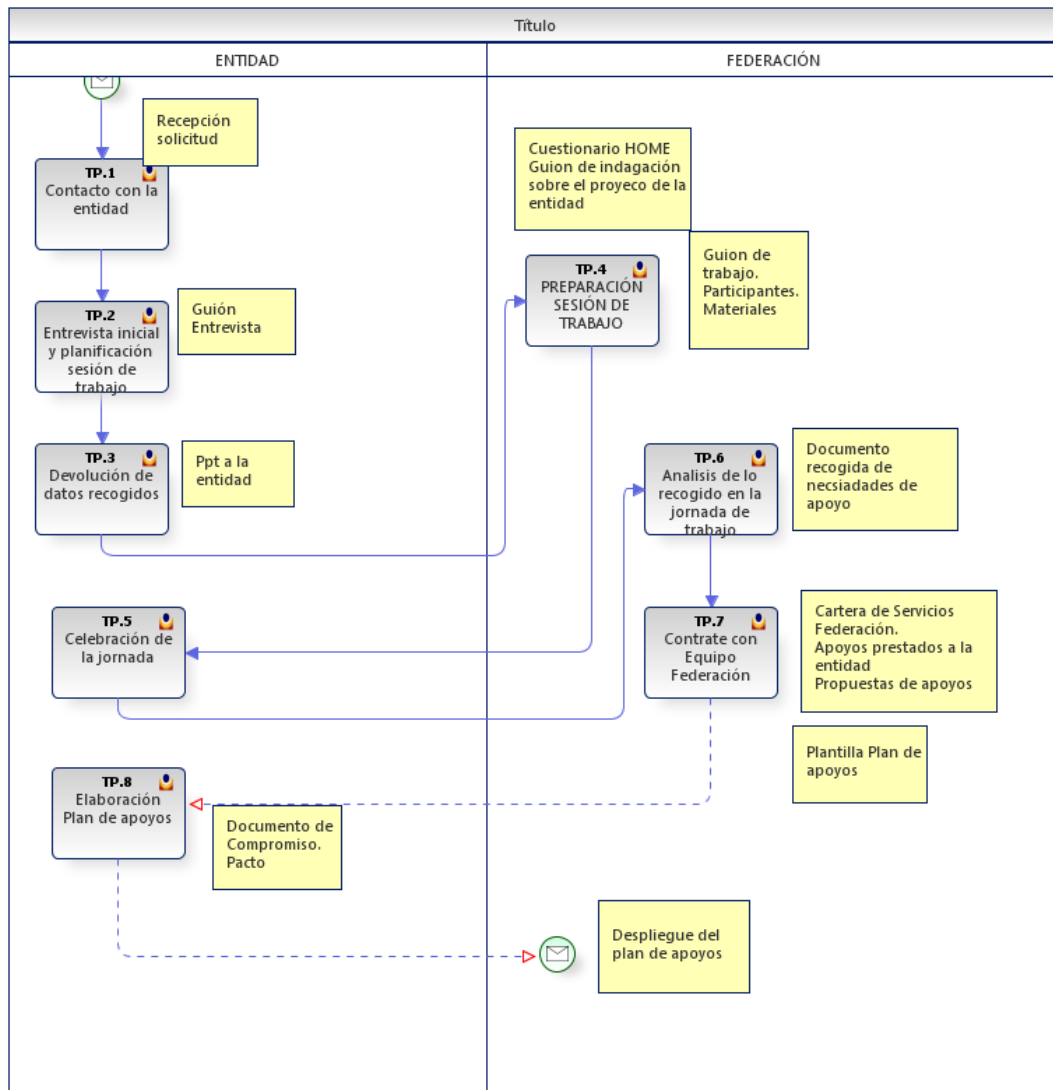 Título
ENTIDAD
FEDERACIÓN
Recepción
solicitud
TP.1
Contacto con la
entidad
Cuestionario HOME
Guion de indagación
sobre el proyeco de la
entidad
Guion de
trabajo.
Participantes.
Materiales
TP.4
PREPARACIÓN
SESIÓN DE
TRABAJO
TP.2
Entrevista inicial
y planificación
sesión de
trabajo
Guión
Entrevista
TP.3
Devolución de
datos recogidos
Ppt a la
entidad
TP.6
Analisis de lo
recogido en la
jornada de
trabajo
Documento
recogida de
necsiadades de
apoyo
TP.5
Celebración de
la jornada
TP.7
Contrate con
Equipo
Federación
Cartera de Servicios
Federación.
Apoyos prestados a la
entidad
Propuestas de apoyos
Plantilla Plan de
apoyos
TP.8
Elaboración
Plan de apoyos
Documento de
Compromiso.
Pacto
Despliegue del
plan de apoyos